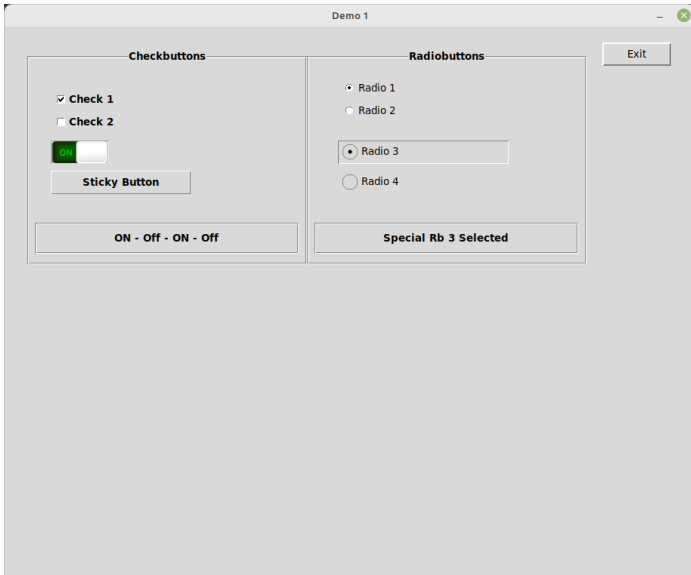 Demo 1
Checkbuttons
Check 1
Check 2
ON
Sticky Button
ON - Off - ON - Off
Radiobuttons
Radio 1
Radio 2
Radio 3
Radio 4
Special Rb 3 Selected
Exit